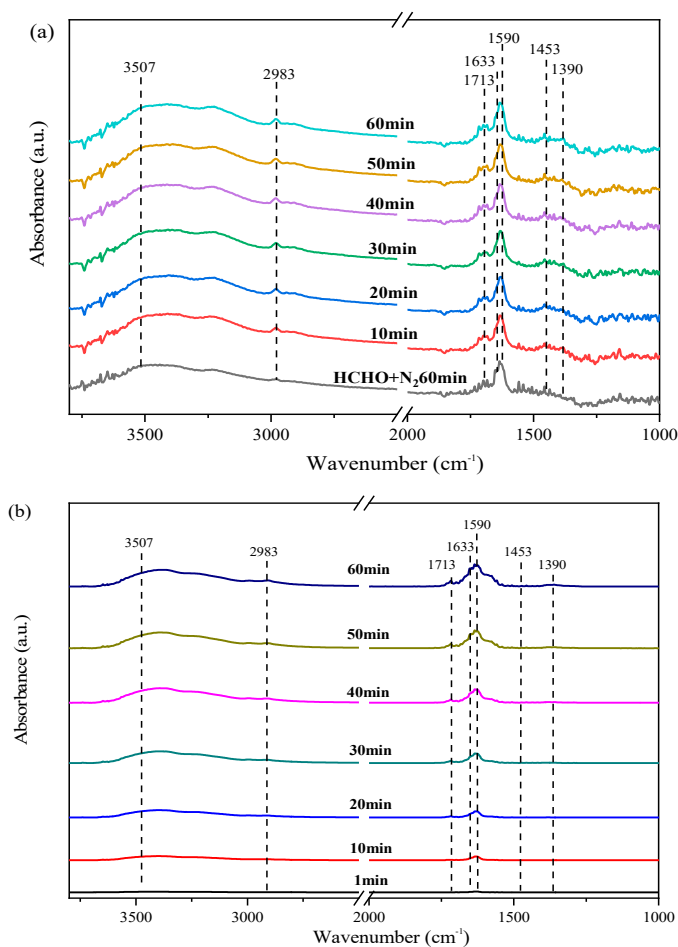 (a)
1590
1633
3507
2983
1713
1453
1390
60min
50min
40min
30min
20min
10min
HCHO+N₂60min
Absorbance (a.u.)
3500
3000
2000
1500
1000
Wavenumber (cm⁻¹)
(b)
1590
3507
2983
1633
1713
1453
1390
60min
50min
40min
30min
20min
10min
1min
Absorbance (a.u.)
3500
3000
2000
1500
1000
Wavenumber (cm⁻¹)